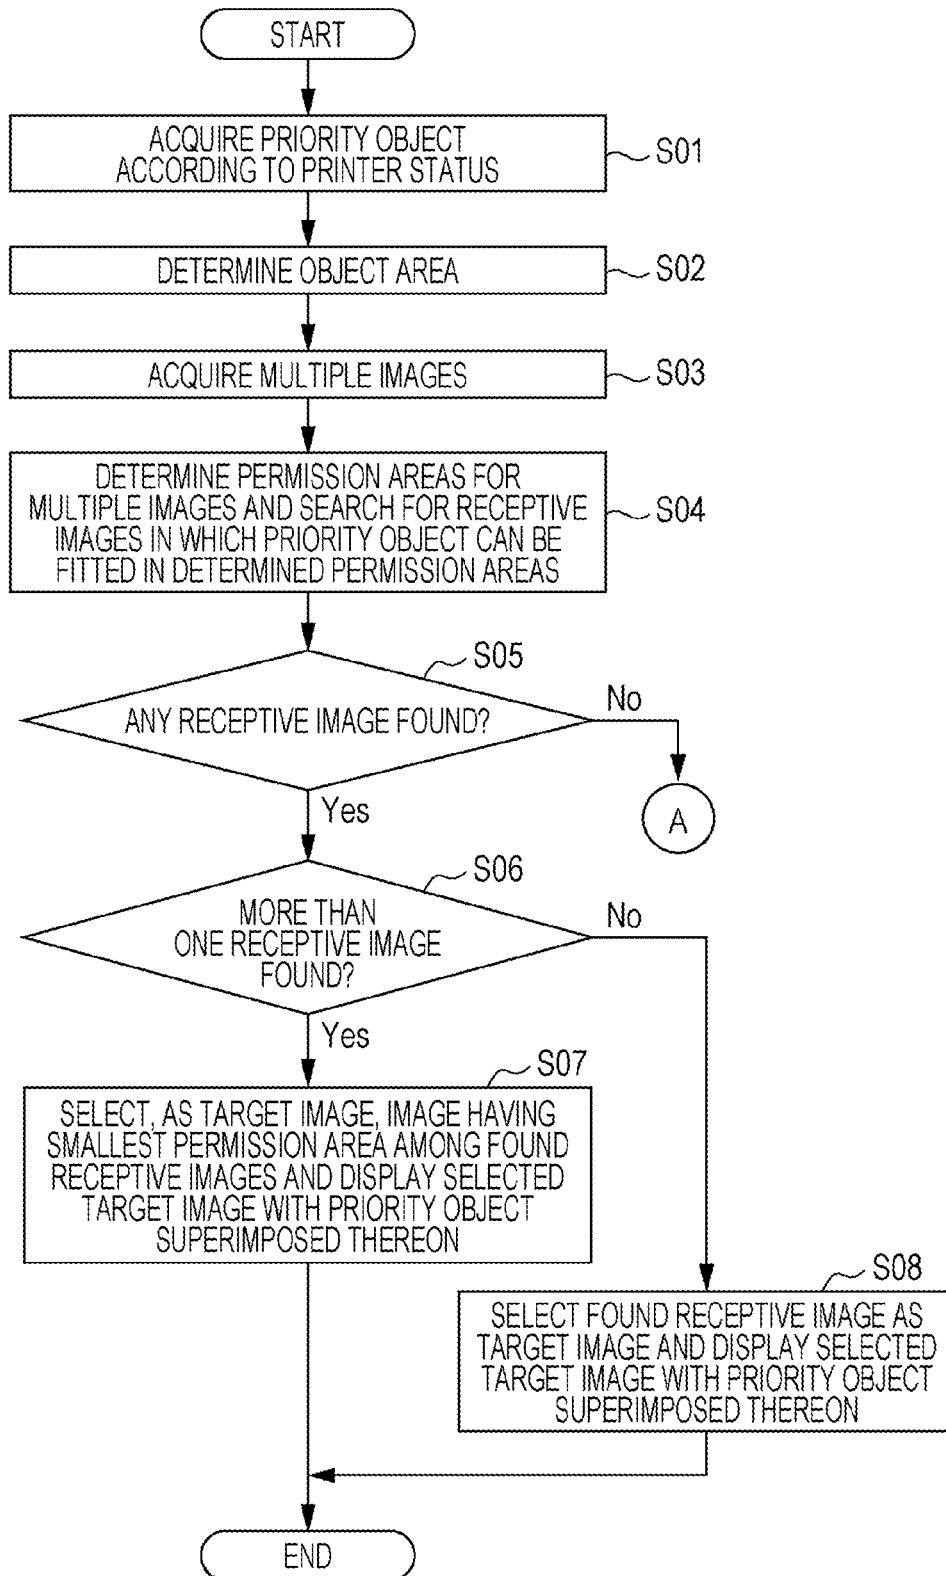 START
ACQUIRE PRIORITY OBJECT
ACCORDING TO PRINTER STATUS
S01
DETERMINE OBJECT AREA
S02
ACQUIRE MULTIPLE IMAGES
S03
DETERMINE PERMISSION AREAS FOR
MULTIPLE IMAGES AND SEARCH FOR RECEPTIVE
IMAGES IN WHICH PRIORITY OBJECT CAN BE
FITTED IN DETERMINED PERMISSION AREAS
S04
S05
ANY RECEPTIVE IMAGE FOUND?
No
A
Yes
S06
MORE THAN
ONE RECEPTIVE IMAGE
FOUND?
No
Yes
S07
SELECT, AS TARGET IMAGE, IMAGE HAVING
SMALLEST PERMISSION AREA AMONG FOUND
RECEPTIVE IMAGES AND DISPLAY SELECTED
TARGET IMAGE WITH PRIORITY OBJECT
SUPERIMPOSED THEREON
S08
SELECT FOUND RECEPTIVE IMAGE AS
TARGET IMAGE AND DISPLAY SELECTED
TARGET IMAGE WITH PRIORITY OBJECT
SUPERIMPOSED THEREON
END